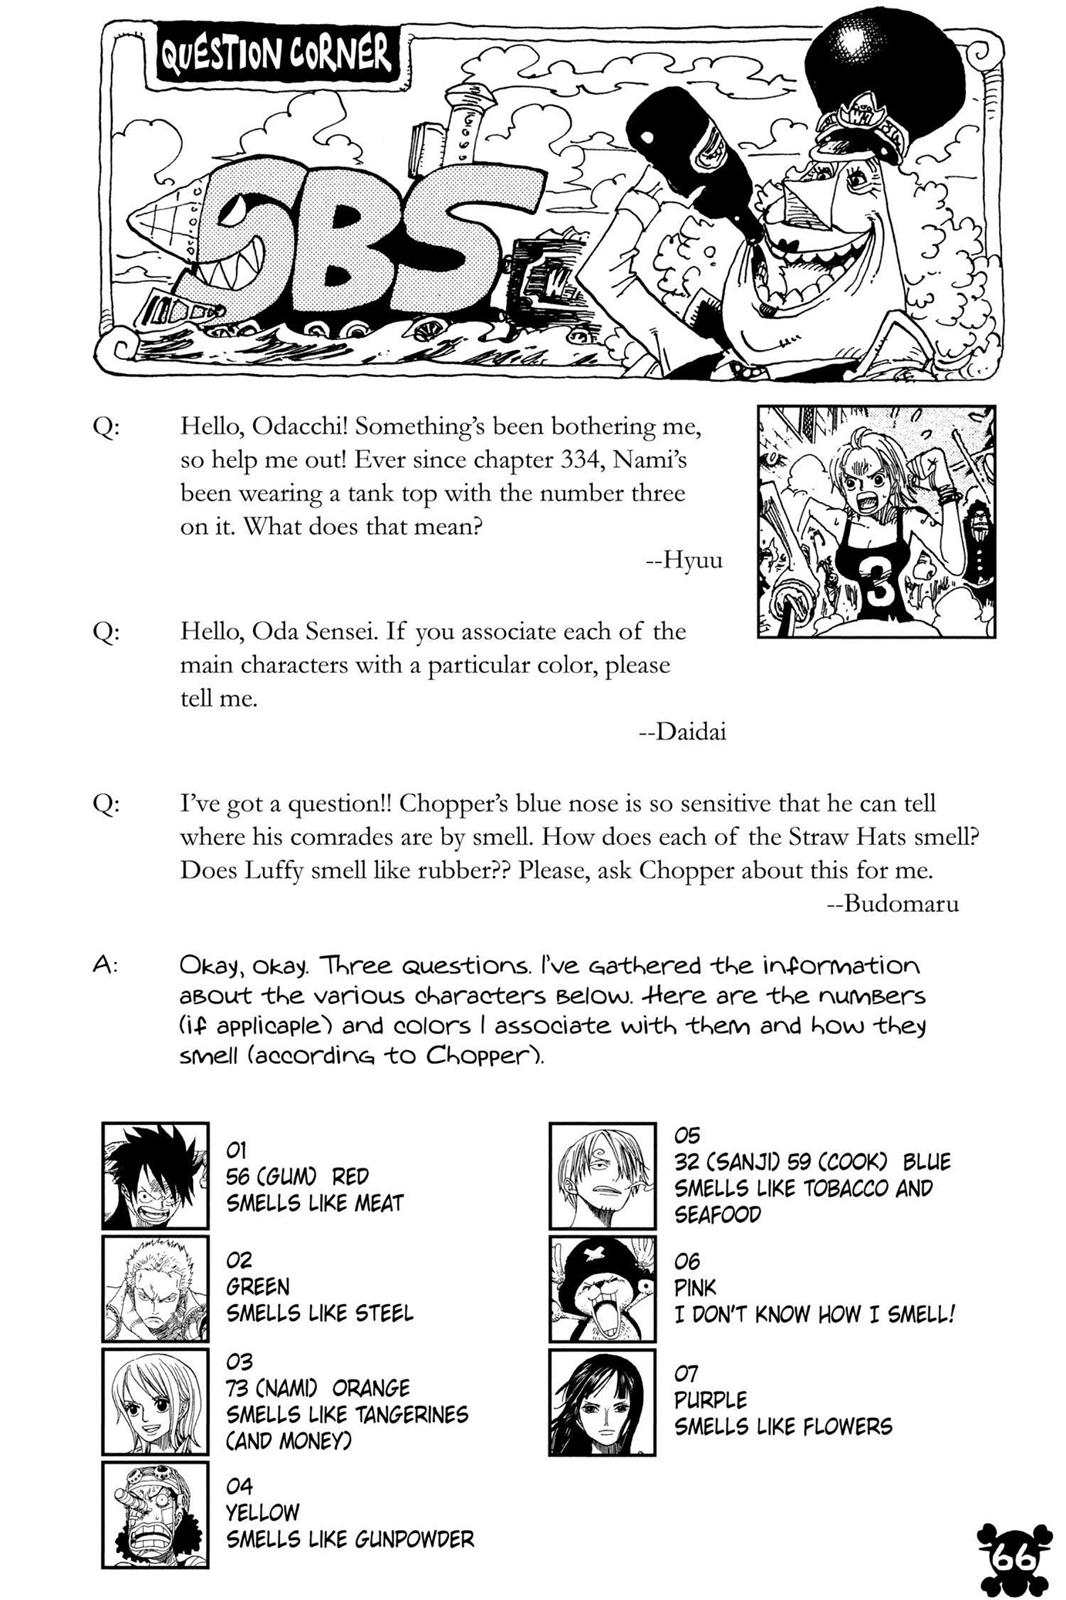 QUESTION CORNER
SBS
W
Q: Hello, Odacchi! Something's been bothering me,
so help me out! Ever since chapter 334, Nami's
been wearing a tank top with the number three
on it. What does that mean?
--Hyuu
3
Q: Hello, Oda Sensei. If you associate each of the
main characters with a particular color, please
tell me.
--Daidai
Q: I've got a question!! Chopper's blue nose is so sensitive that he can tell
where his comrades are by smell. How does each of the Straw Hats smell?
Does Luffy smell like rubber?? Please, ask Chopper about this for me.
--Budomaru
A: Okay, okay. Three questions. I've gathered the information
about the various characters below. Here are the numbers
(if applicaple) and colors I associate with them and how they
smell (according to Chopper).
01
56 (GUM) RED
SMELLS LIKE MEAT
02
GREEN
SMELLS LIKE STEEL
03
73 (NAMI) ORANGE
SMELLS LIKE TANGERINES
(AND MONEY)
04
YELLOW
SMELLS LIKE GUNPOWDER
05
32 (SANJI) 59 (COOK) BLUE
SMELLS LIKE TOBACCO AND
SEAFOOD
06
PINK
I DON'T KNOW HOW I SMELL!
07
PURPLE
SMELLS LIKE FLOWERS
66